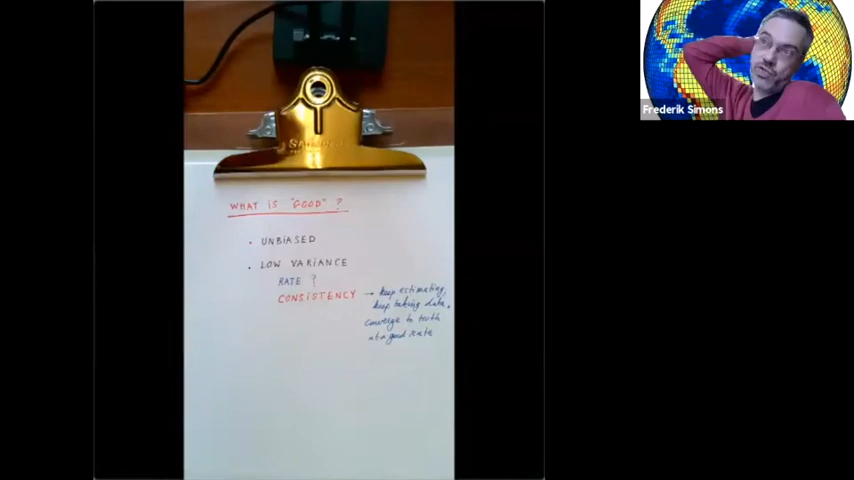 Frederik Simons
WHAT IS "GOOD" ?
• UNBIASED
• LOW VARIANCE
RATE ?
CONSISTENCY → keep estimating,
keep taking data,
converge to truth
at a good rate